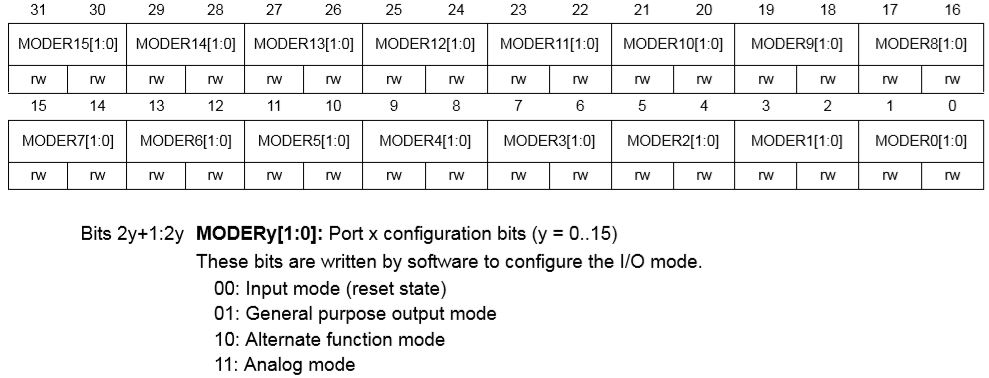 31 30 29 28 27 26 25 24 23 22 21 20 19 18 17 16
MODER15[1:0] MODER14[1:0] MODER13[1:0] MODER12[1:0] MODER11[1:0] MODER10[1:0] MODER9[1:0] MODER8[1:0]
rw rw rw rw rw rw rw rw rw rw rw rw rw rw rw rw
15 14 13 12 11 10 9 8 7 6 5 4 3 2 1 0
MODER7[1:0] MODER6[1:0] MODER5[1:0] MODER4[1:0] MODER3[1:0] MODER2[1:0] MODER1[1:0] MODER0[1:0]
rw rw rw rw rw rw rw rw rw rw rw rw rw rw rw rw
Bits 2y+1:2y MODERy[1:0]: Port x configuration bits (y = 0..15)
These bits are written by software to configure the I/O mode.
00: Input mode (reset state)
01: General purpose output mode
10: Alternate function mode
11: Analog mode